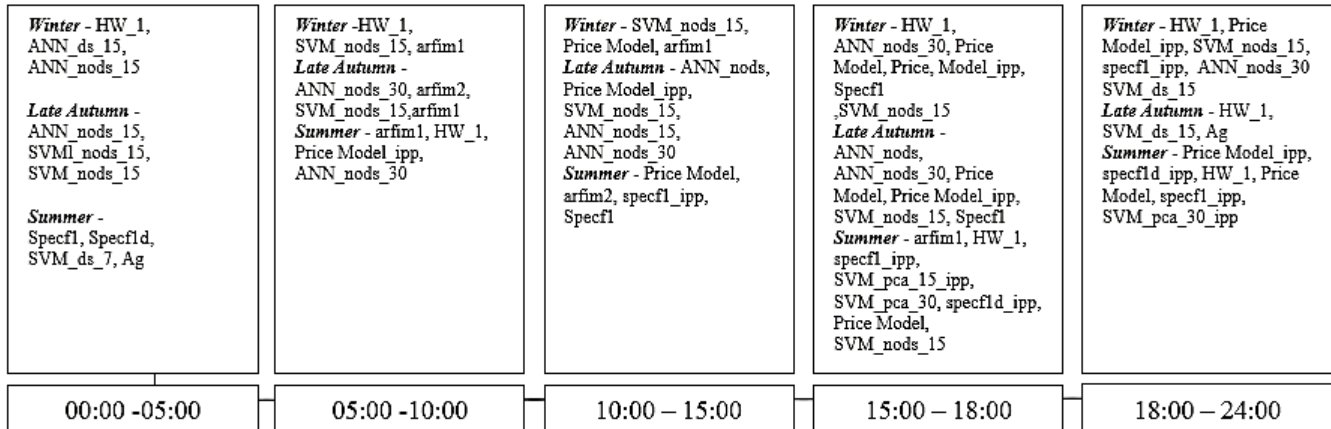 Winter - HW_1,
ANN_ds_15,
ANN_nods_15
Late Autumn -
ANN_nods_15,
SVMl_nods_15,
SVM_nods_15
Summer -
Specf1, Specf1d,
SVM_ds_7, Ag
Winter -HW_1,
SVM_nods_15, arfim1
Late Autumn -
ANN_nods_30, arfim2,
SVM_nods_15,arfim1
Summer - arfim1, HW_1,
Price Model_ipp,
ANN_nods_30
Winter - SVM_nods_15,
Price Model, arfim1
Late Autumn - ANN_nods,
Price Model_ipp,
SVM_nods_15,
ANN_nods_15,
ANN_nods_30
Summer - Price Model,
arfim2, specf1_ipp,
Specf1
Winter - HW_1,
ANN_nods_30, Price
Model, Price, Model_ipp,
Specf1
,SVM_nods_15
Late Autumn -
ANN_nods,
ANN_nods_30, Price
Model, Price Model_ipp,
SVM_nods_15, Specf1
Summer - arfim1, HW_1,
specf1_ipp,
SVM_pca_15_ipp,
SVM_pca_30, specf1d_ipp,
Price Model,
SVM_nods_15
Winter - HW_1, Price
Model_ipp, SVM_nods_15,
specf1_ipp, ANN_nods_30
SVM_ds_15
Late Autumn - HW_1,
SVM_ds_15, Ag
Summer - Price Model_ipp,
specf1d_ipp, HW_1, Price
Model, specf1_ipp,
SVM_pca_30_ipp
00:00 -05:00
05:00 -10:00
10:00 – 15:00
15:00 – 18:00
18:00 – 24:00